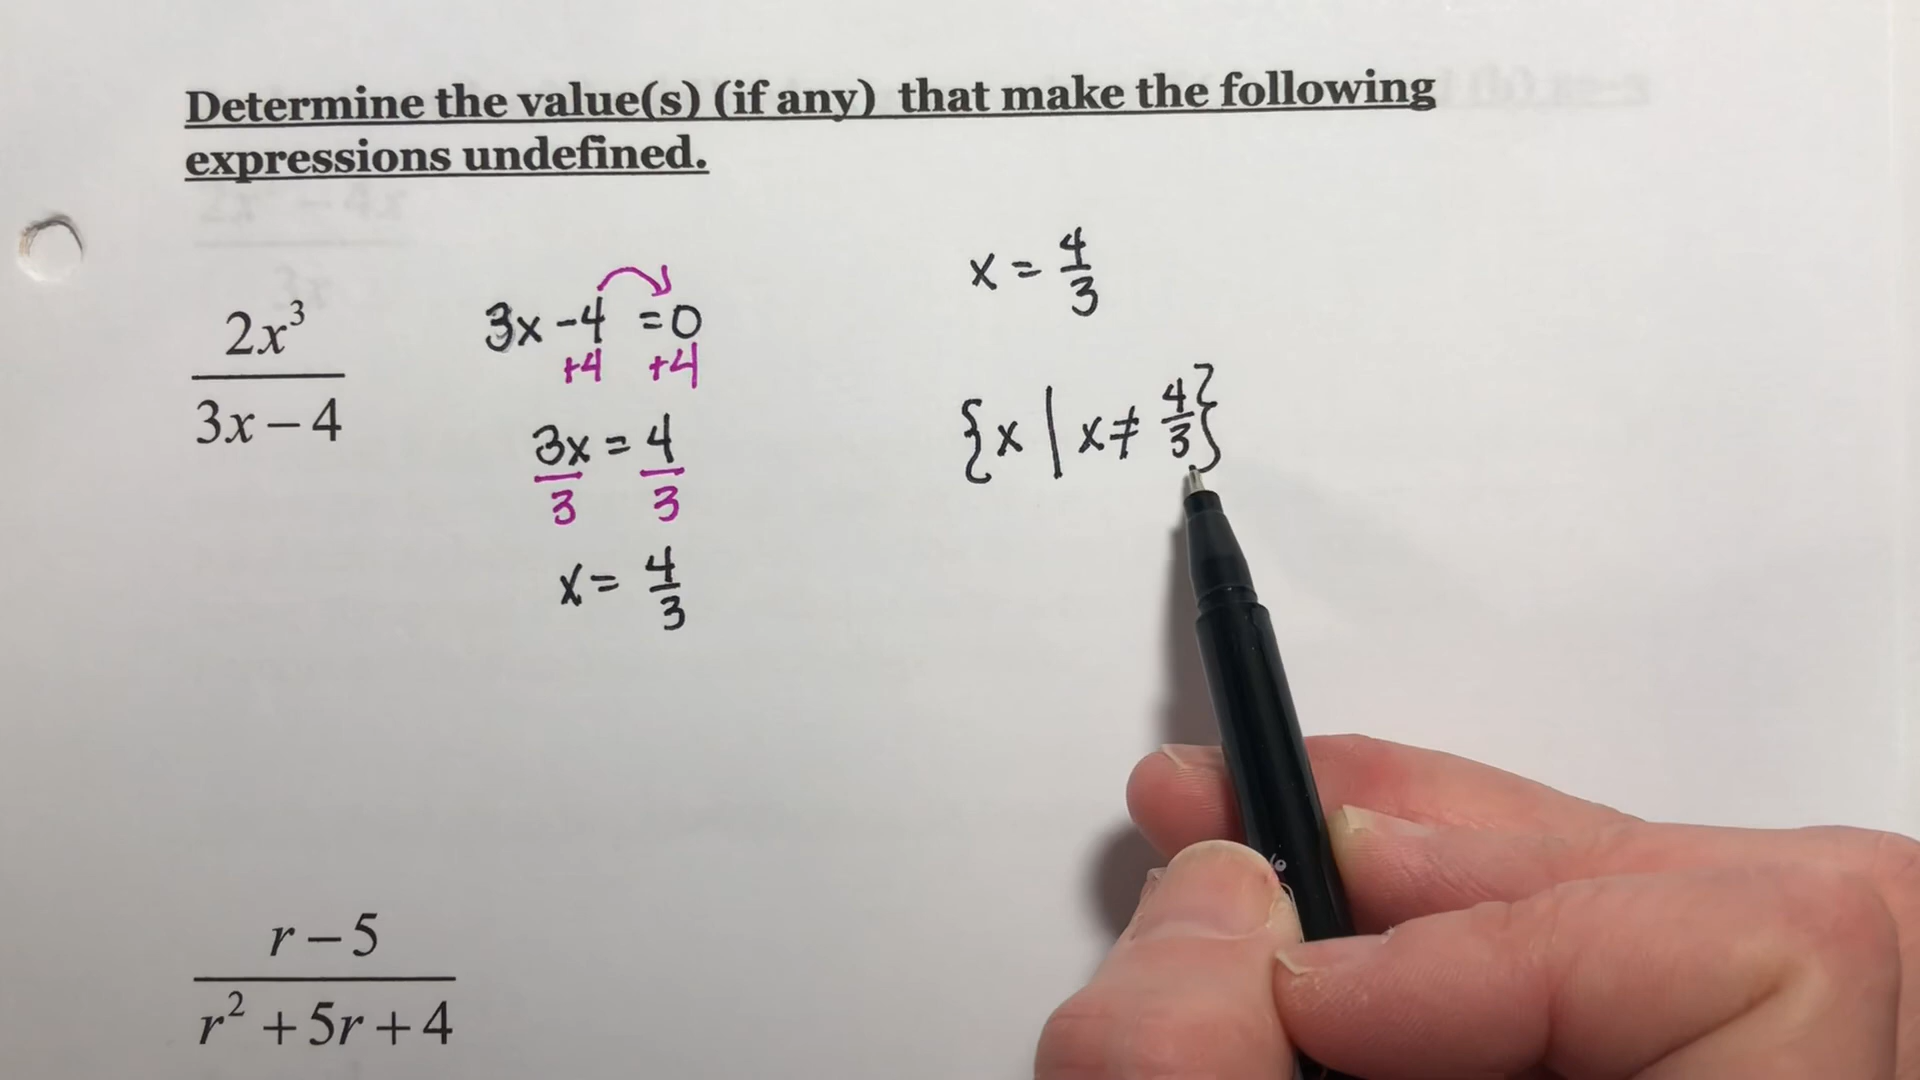 Determine the value(s) (if any) that make the following
expressions undefined.
2x³
3x – 4
3x - 4 = 0
+4 +4
3x = 4
3 3
x = 4/3
x = 4/3
{x | x ≠ 4/3}
r – 5
r² + 5r + 4